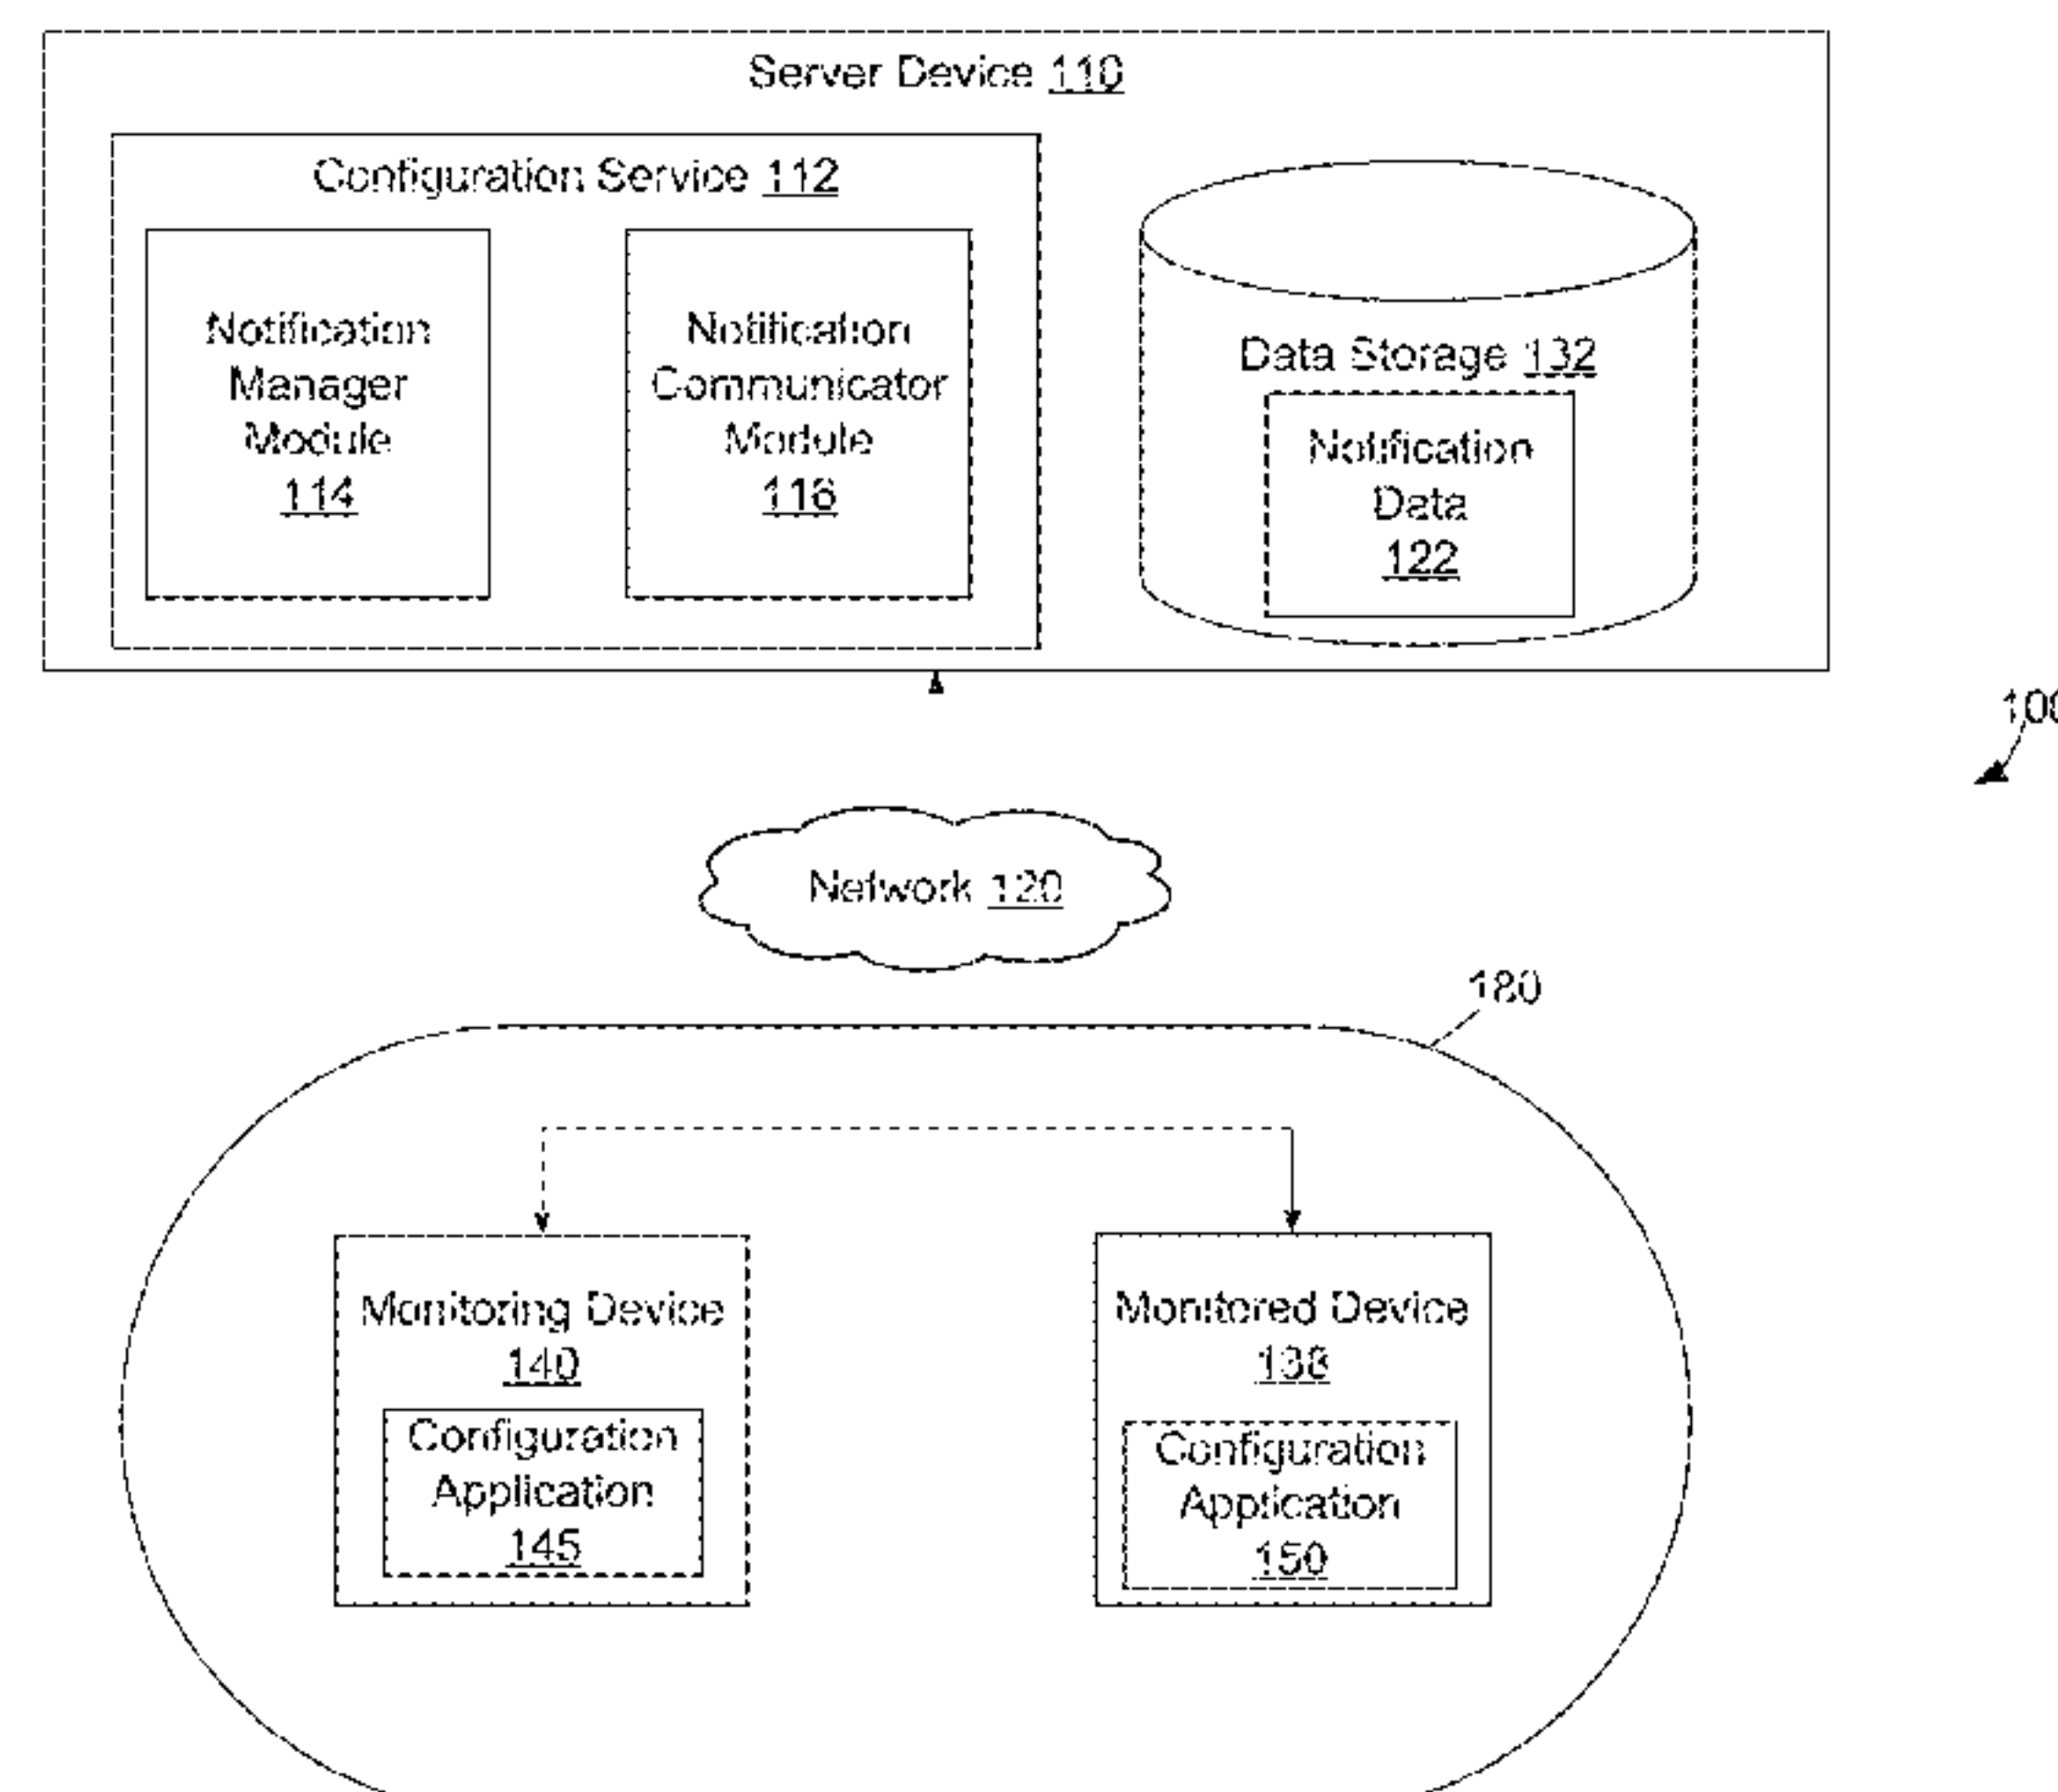 Server Device 110
Configuration Service 112
Notification
Manager
Module
114
Notification
Communicator
Module
116
Data Storage 132
Notification
Data
122
100
Network 120
180
Monitoring Device
140
Configuration
Application
145
Monitored Device
Configuration
Application
150